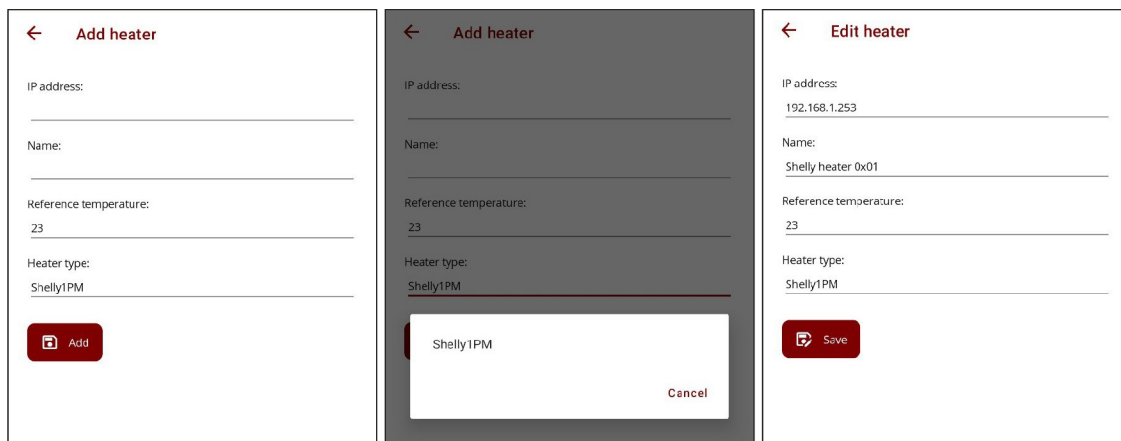 Add heater
IP address:
Name:
Reference temperature:
23
Heater type:
Shelly1PM
Add
Add heater
IP address:
Name:
Reference temperature:
23
Heater type:
Shelly1PM
Shelly1PM
Cancel
Edit heater
IP address:
192.168.1.253
Name:
Shelly heater 0x01
Reference temperature:
23
Heater type:
Shelly1PM
Save